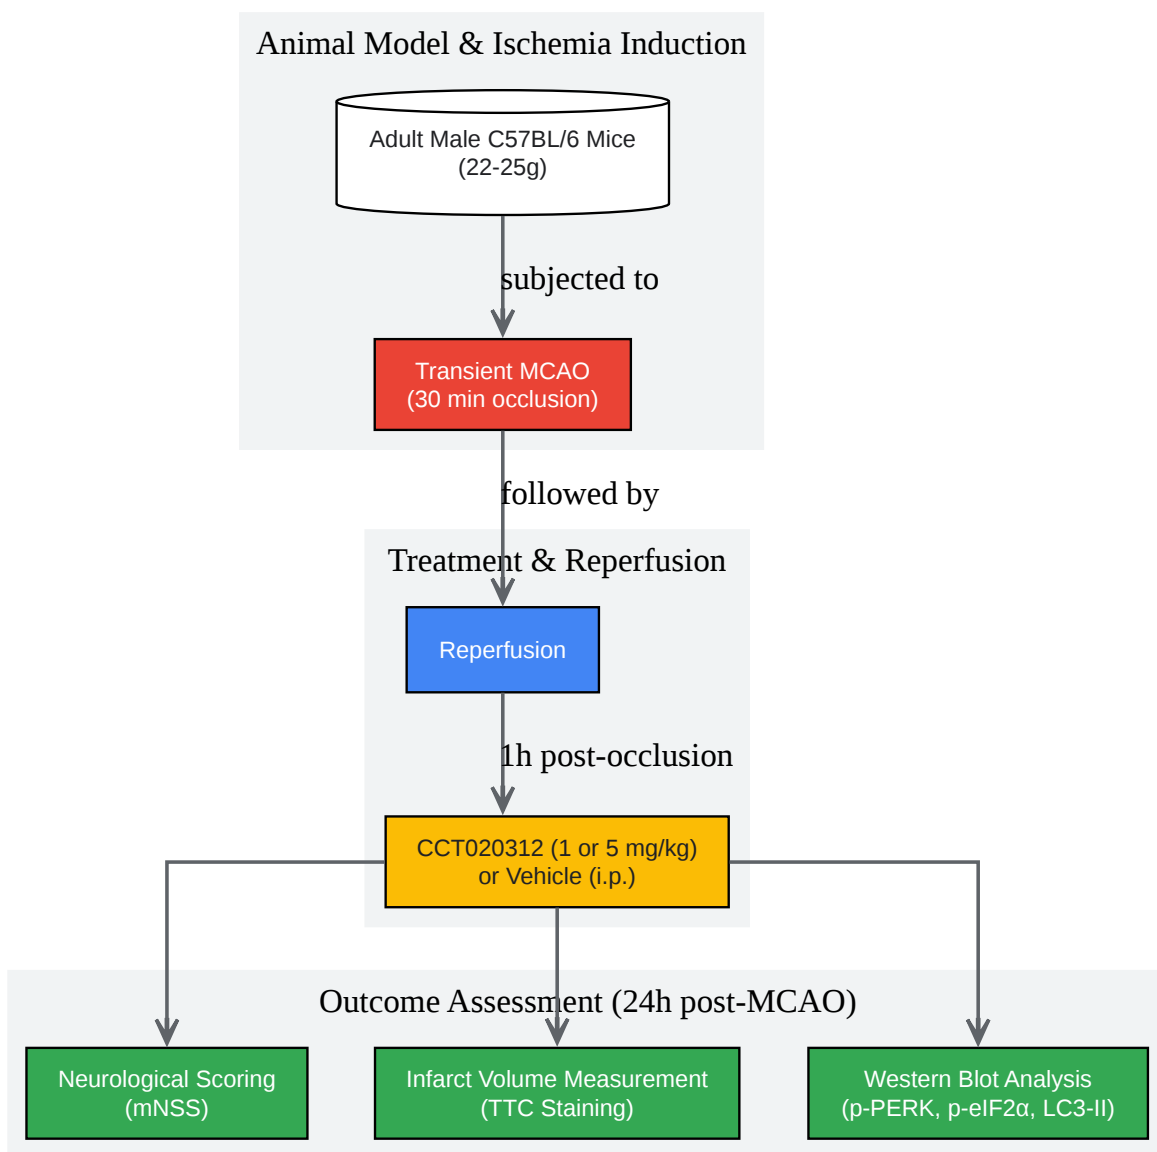 Animal Model & Ischemia Induction
Adult Male C57BL/6 Mice
(22-25g)
subjected to
Transient MCAO
(30 min occlusion)
followed by
Treatment & Reperfusion
Reperfusion
1h post-occlusion
CCT020312 (1 or 5 mg/kg)
or Vehicle (i.p.)
Outcome Assessment (24h post-MCAO)
Neurological Scoring
(mNSS)
Infarct Volume Measurement
(TTC Staining)
Western Blot Analysis
(p-PERK, p-eIF2α, LC3-II)